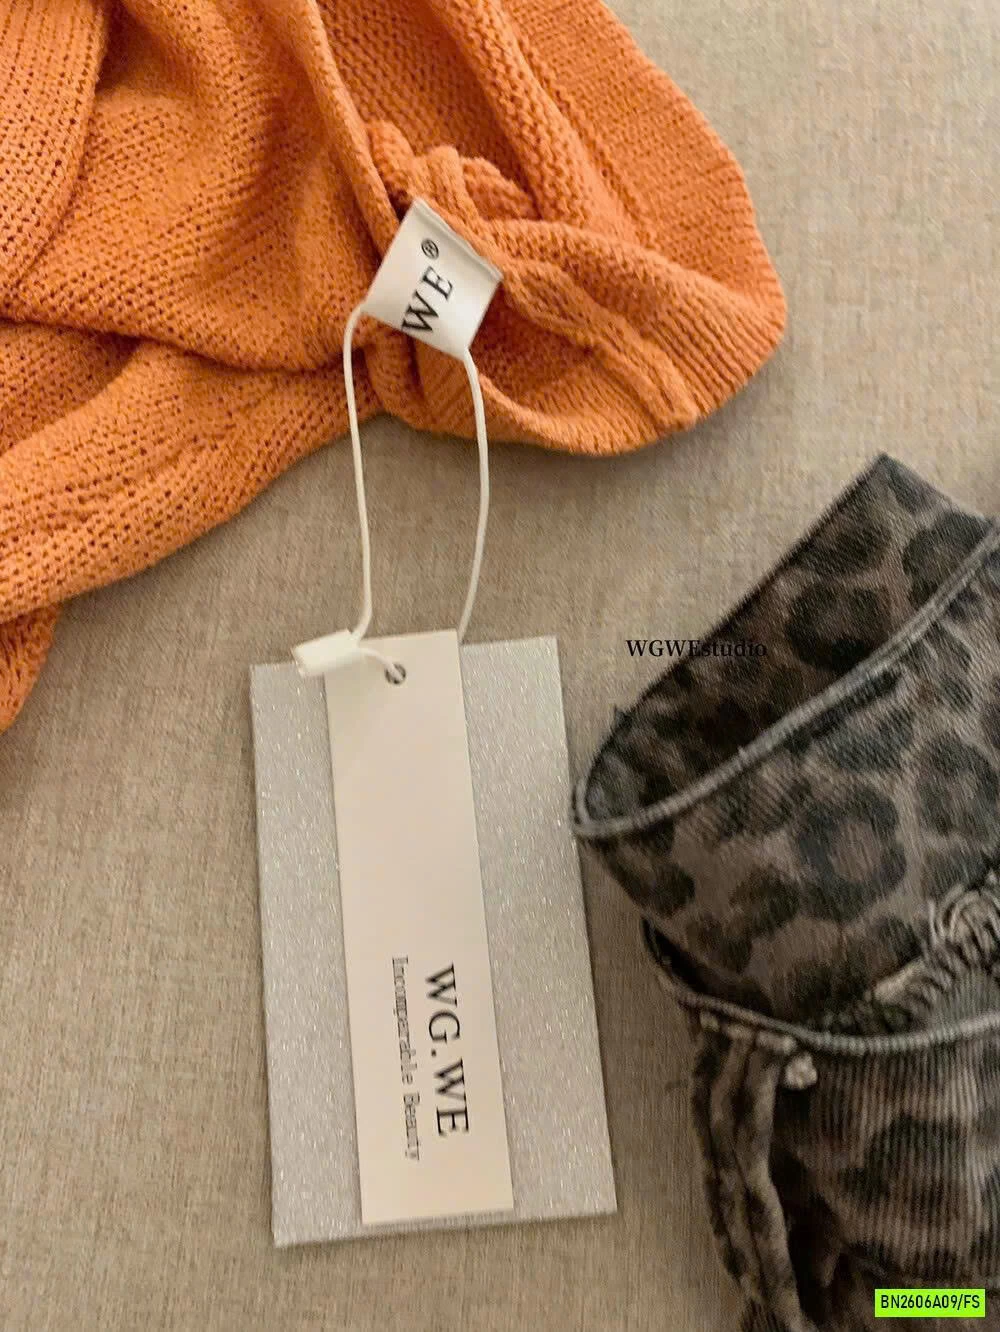 WE®
WGWEstudio
WG.WE
Incomparable Beauty
BN2606A09/FS